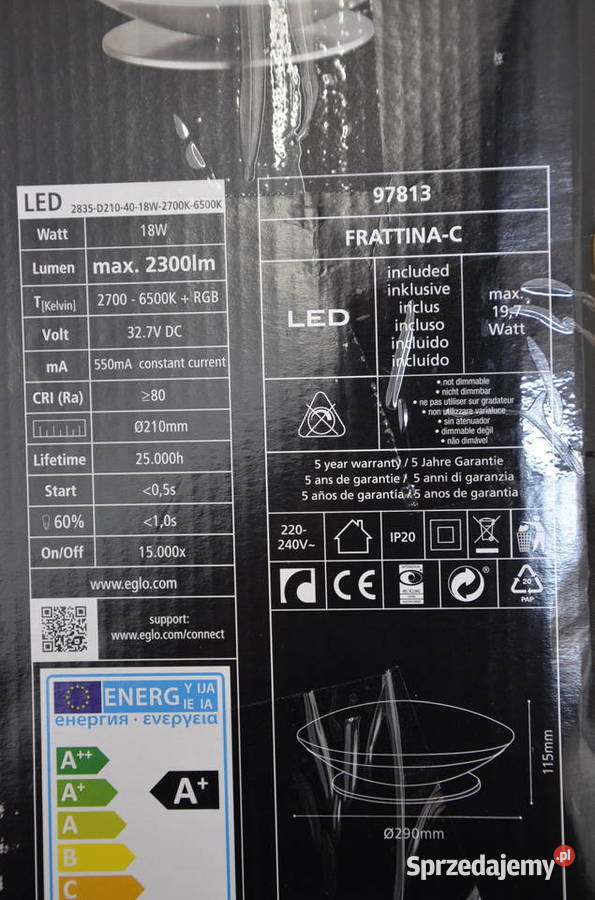 LED 2835-D210-40-18W-2700K-6500K
Watt 18W
Lumen max. 2300lm
T[Kelvin] 2700 - 6500K + RGB
Volt 32.7V DC
mA 550mA constant current
CRI (Ra) ≥80
Ø210mm
Lifetime 25.000h
Start <0,5s
60% <1,0s
On/Off 15.000x
www.eglo.com
support:
www.eglo.com/connect
ENERG Y IJA
IE IA
енергия · ενεργεια
A++
A+
A+
A
B
C
97813
FRATTINA-C
LED
included
inklusive
inclus
incluso
incluido
incluído
max.
19,7
Watt
• not dimmable
• nicht dimmbar
• ne pas utiliser sur gradateur
• non utilizzare varialuce
• sin atenuador
• dimmable değil
• não dimável
5 year warranty / 5 Jahre Garantie
5 ans de garantie / 5 anni di garanzia
5 años de garantía / 5 anos de garantia
220-
240V~
IP20
CE
20
PAP
115mm
Ø290mm
Sprzedajemy.pl